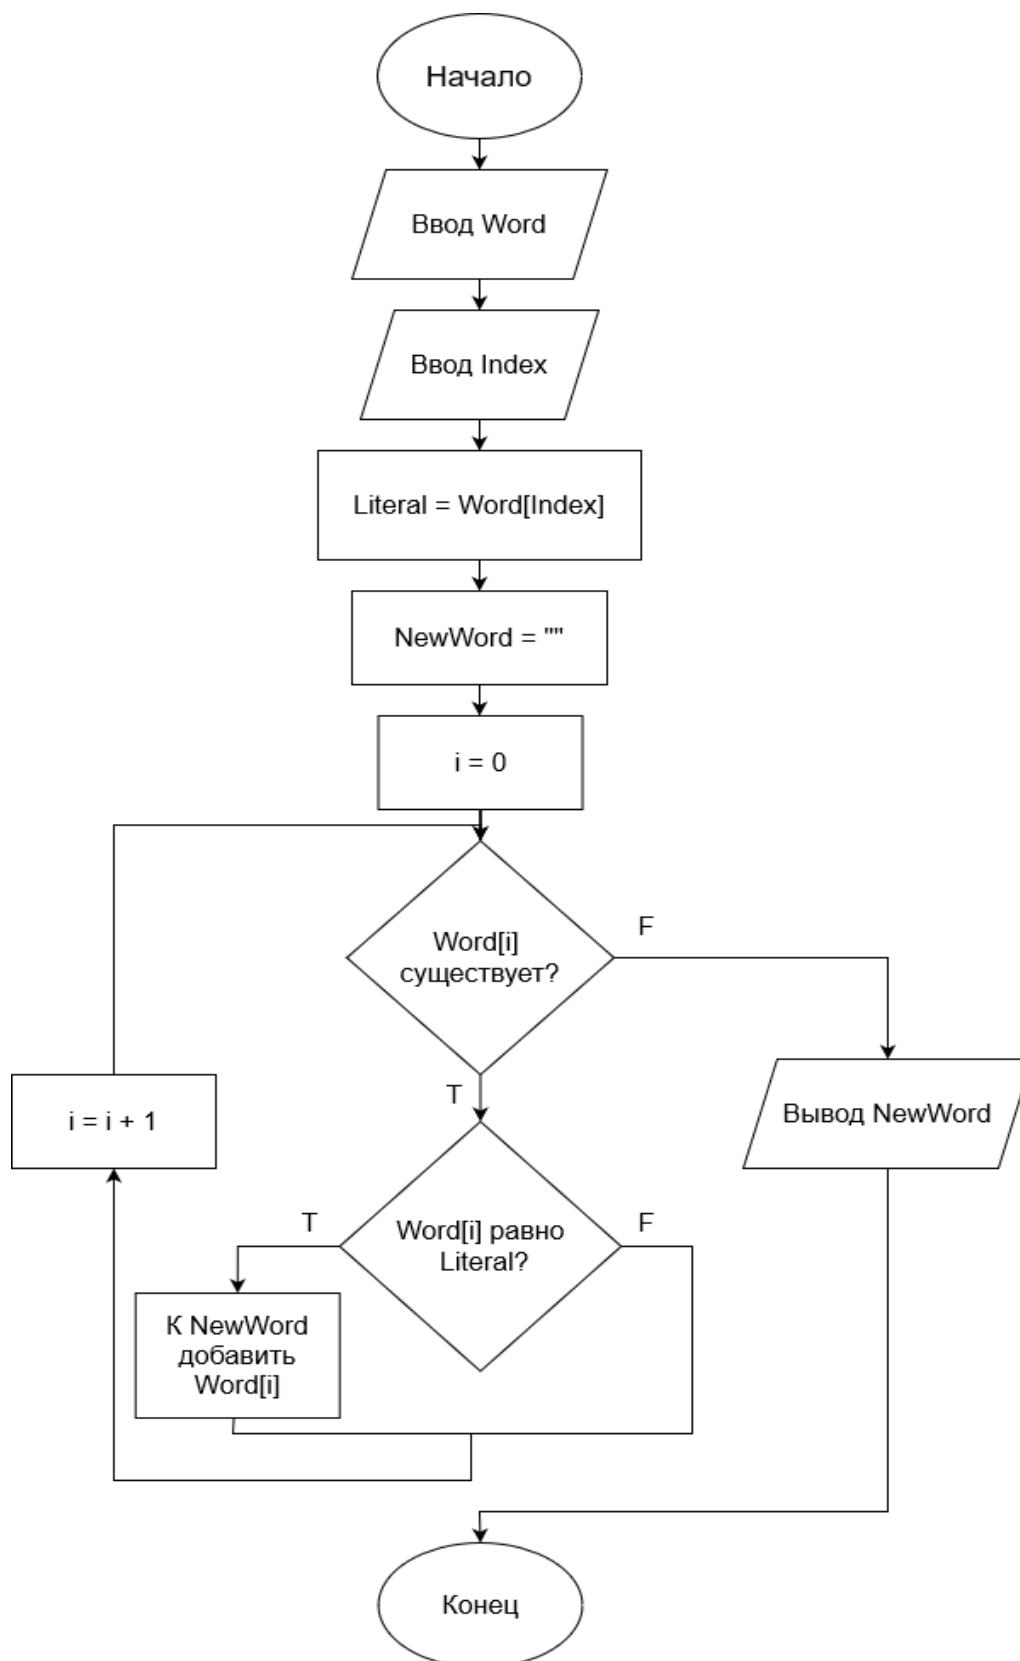 Начало
Ввод Word
Ввод Index
Literal = Word[Index]
NewWord = ""
i = 0
Word[i]
существует?
F
T
i = i + 1
Вывод NewWord
T
Word[i] равно
Literal?
F
К NewWord
добавить
Word[i]
Конец